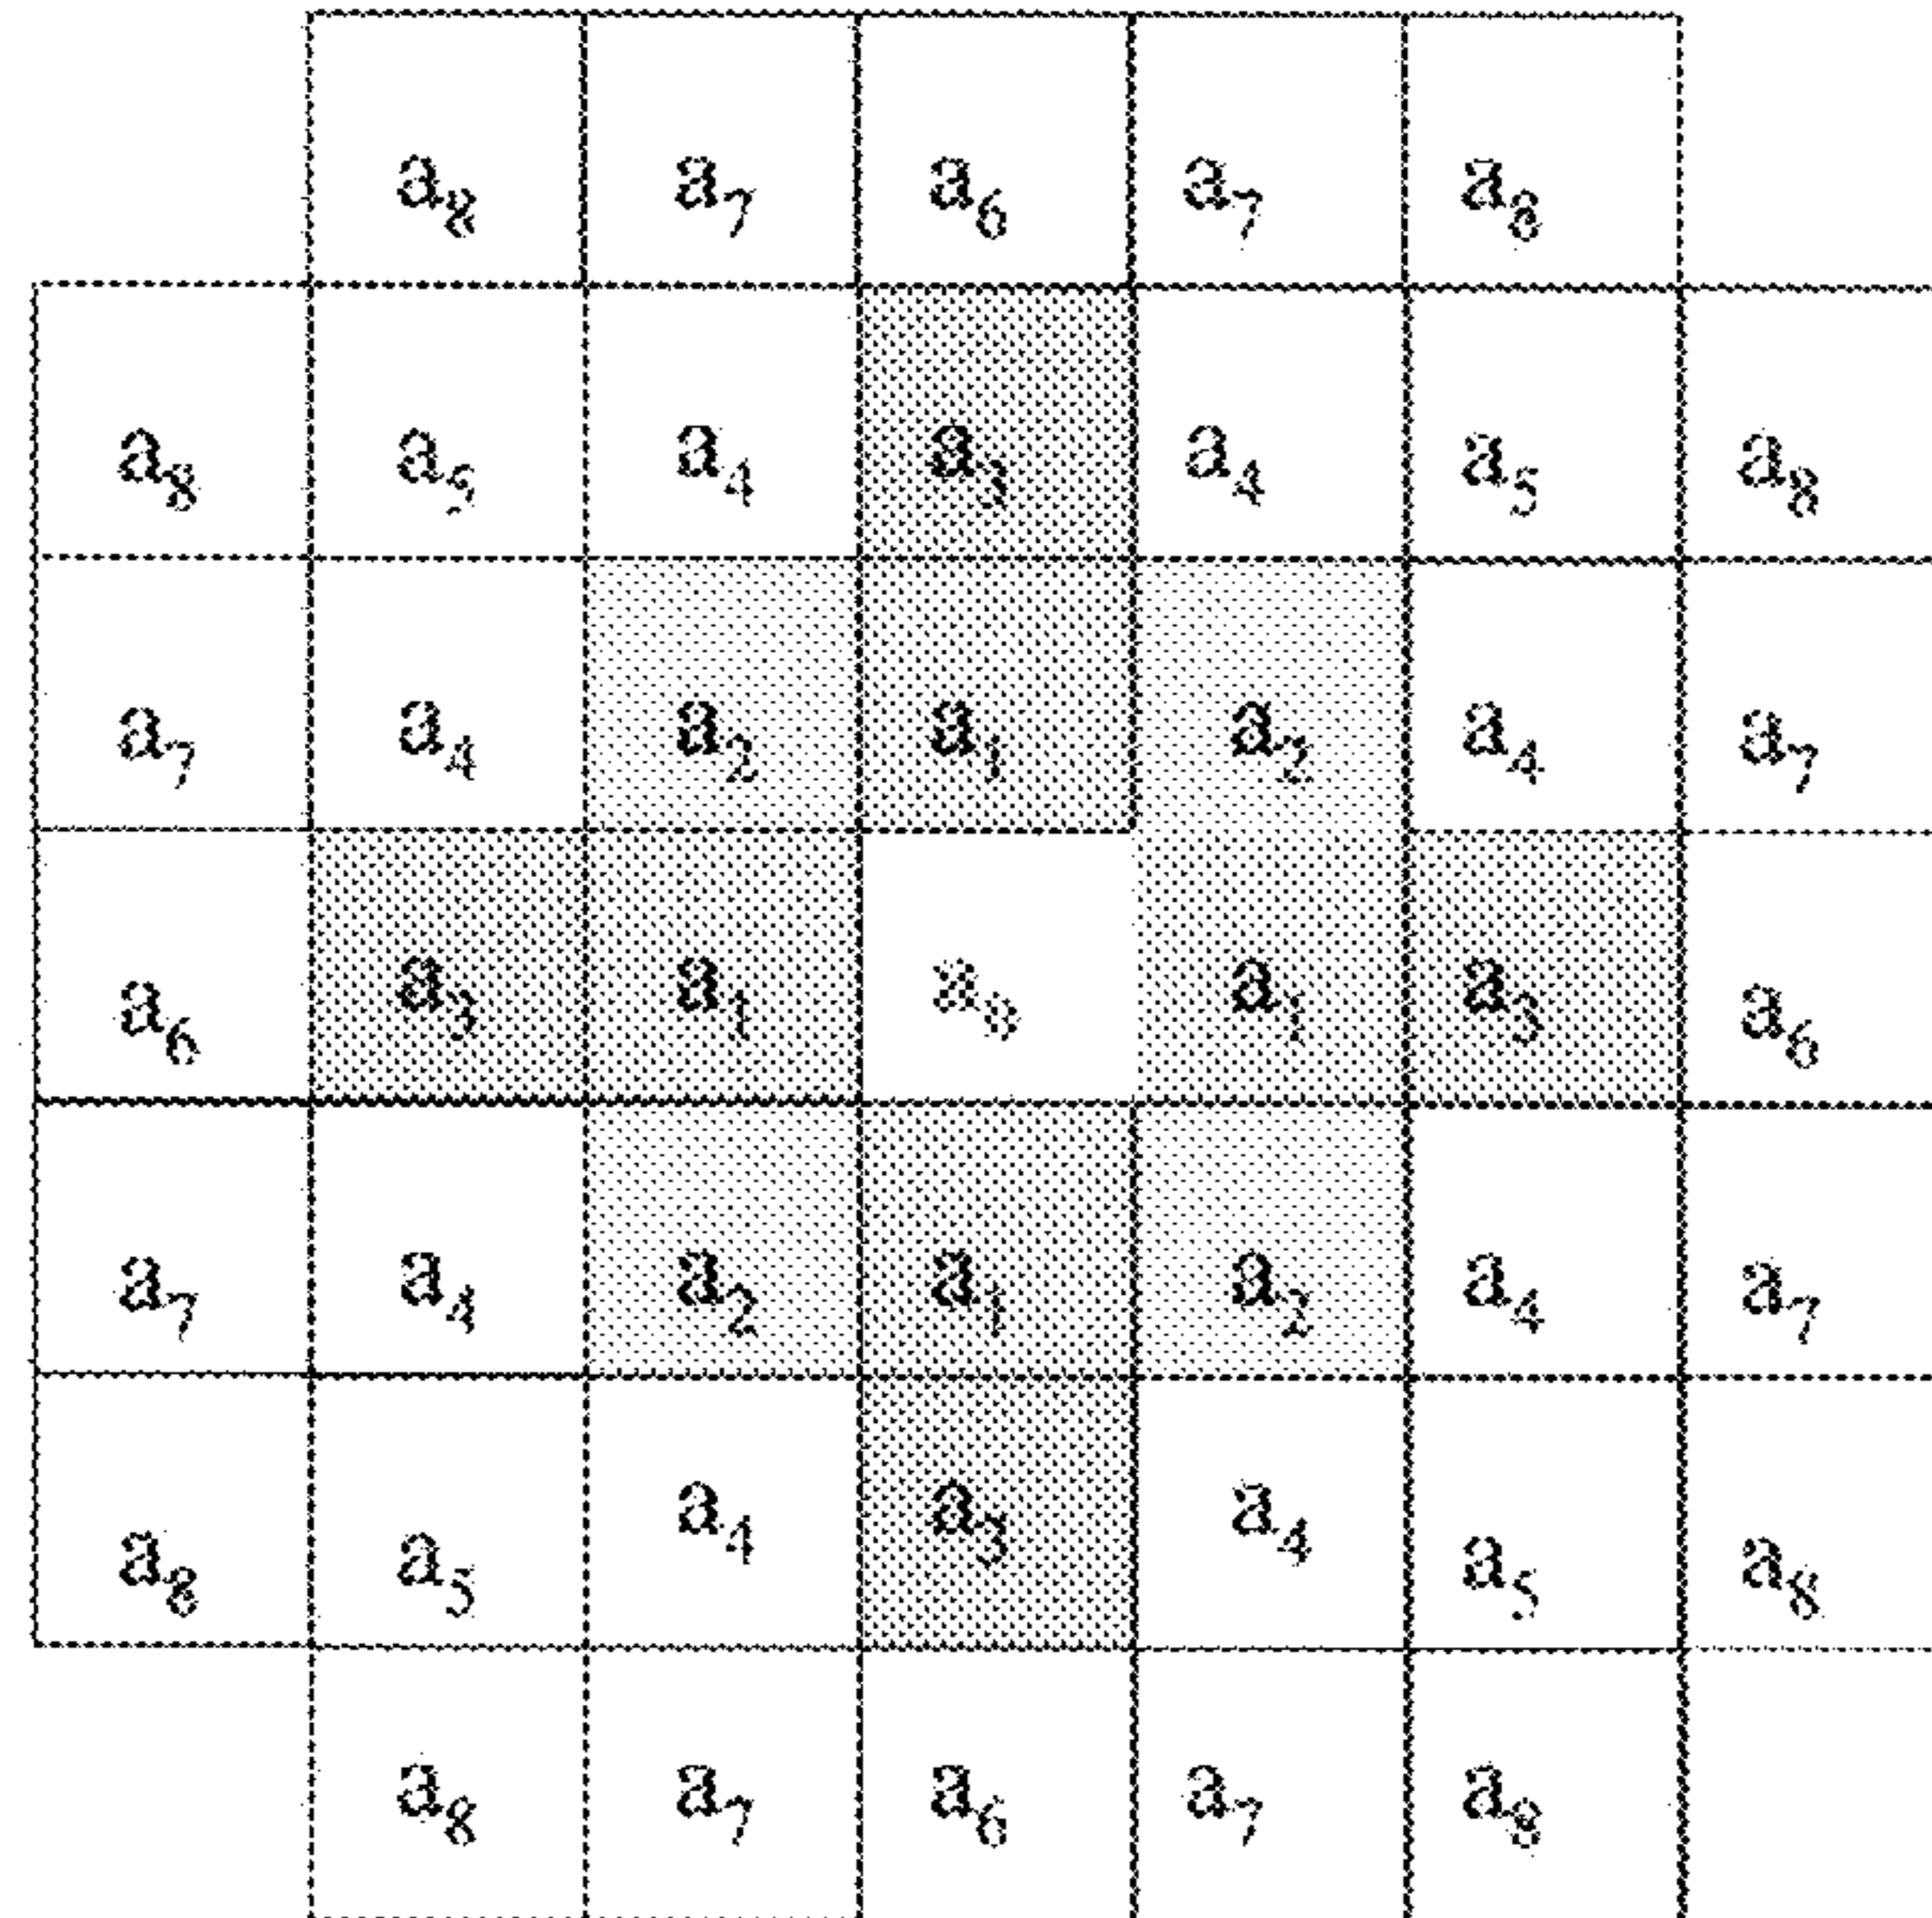 a₈ a₇ a₆ a₇ a₈
a₈ a₅ a₄ a₃ a₄ a₅ a₈
a₇ a₄ a₂ a₁ a₂ a₄ a₇
a₆ a₃ a₁ a₁ a₃ a₆
a₇ a₄ a₂ a₁ a₂ a₄ a₇
a₈ a₅ a₄ a₃ a₄ a₅ a₈
a₈ a₇ a₆ a₇ a₈